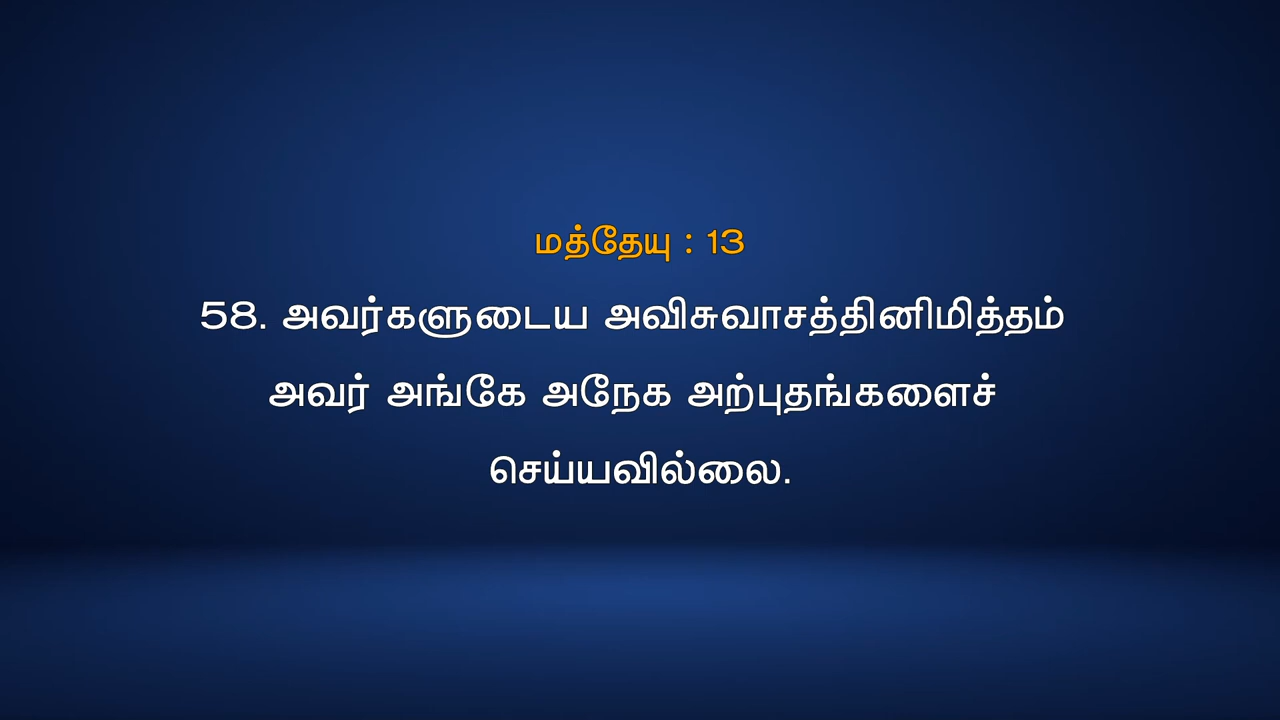 மத்தேயு : 13
58. அவர்களுடைய அவிசுவாசத்தினிமித்தம்
அவர் அங்கே அநேக அற்புதங்களைச்
செய்யவில்லை.